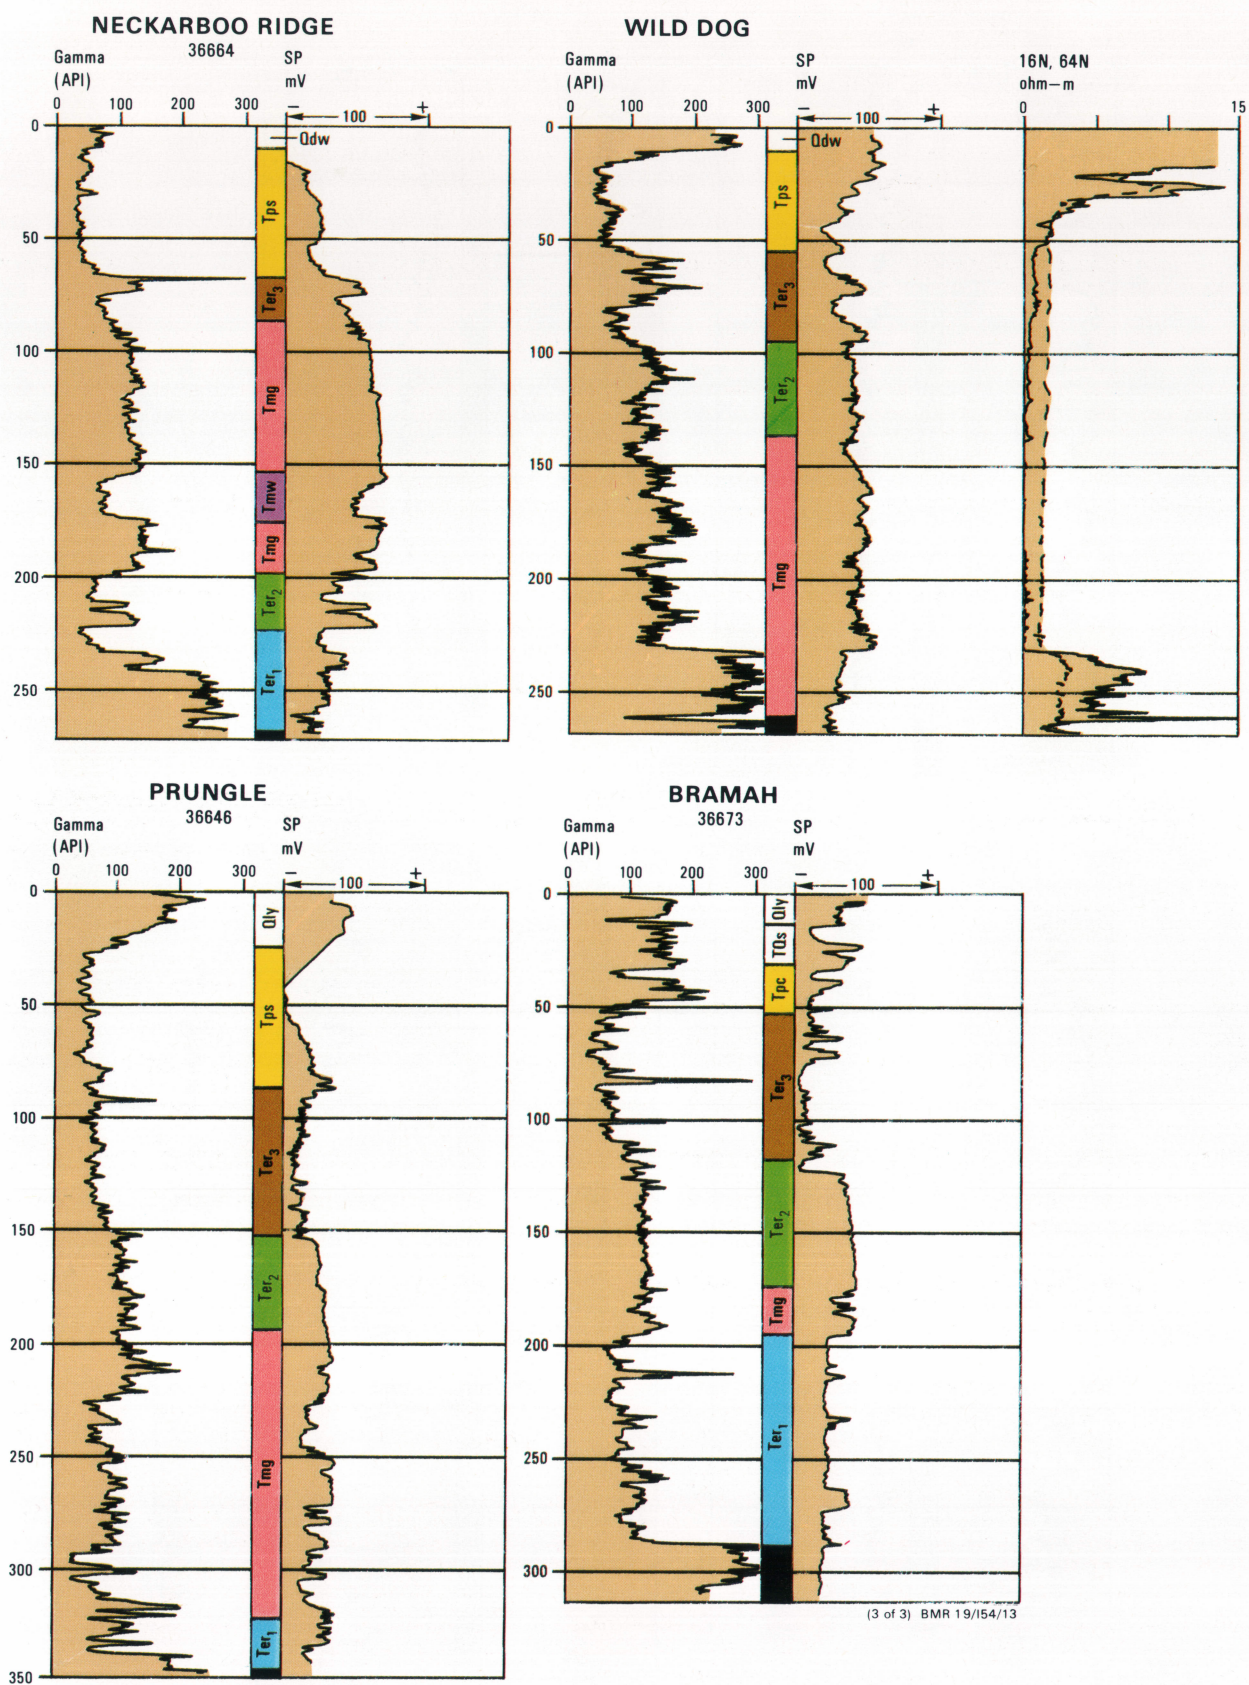 NECKARBOO RIDGE
36664
Gamma
(API)
SP
mV
0 100 200 300
− 100 +
0
50
100
150
200
250
Qdw
Tps
Ter3
Tmg
Tmw
Tmg
Ter2
Ter1
WILD DOG
Gamma
(API)
SP
mV
16N, 64N
ohm−m
0 100 200 300
− 100 +
0 15
0
50
100
150
200
250
Qdw
Tps
Ter3
Ter2
Tmg
PRUNGLE
36646
Gamma
(API)
SP
mV
0 100 200 300
− 100 +
0
50
100
150
200
250
300
350
Qly
Tps
Ter3
Ter2
Tmg
Ter1
BRAMAH
36673
Gamma
(API)
SP
mV
0 100 200 300
− 100 +
0
50
100
150
200
250
300
Qly
TQs
Tpc
Ter3
Ter2
Tmg
Ter1
(3 of 3) BMR 19/I54/13